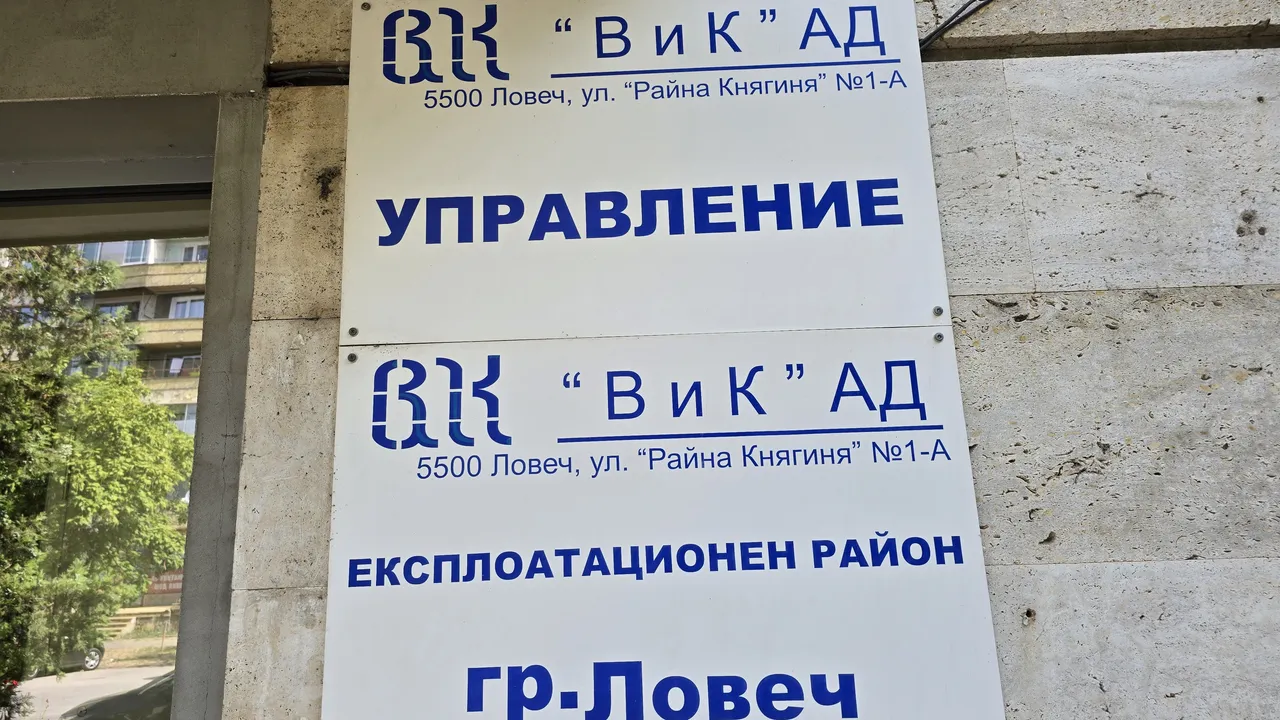 ВК “ВиК” АД
5500 Ловеч, ул. “Райна Княгиня” №1-А
УПРАВЛЕНИЕ
ВК “ВиК” АД
5500 Ловеч, ул. “Райна Княгиня” №1-А
ЕКСПЛОАТАЦИОНЕН РАЙОН
гр.Ловеч